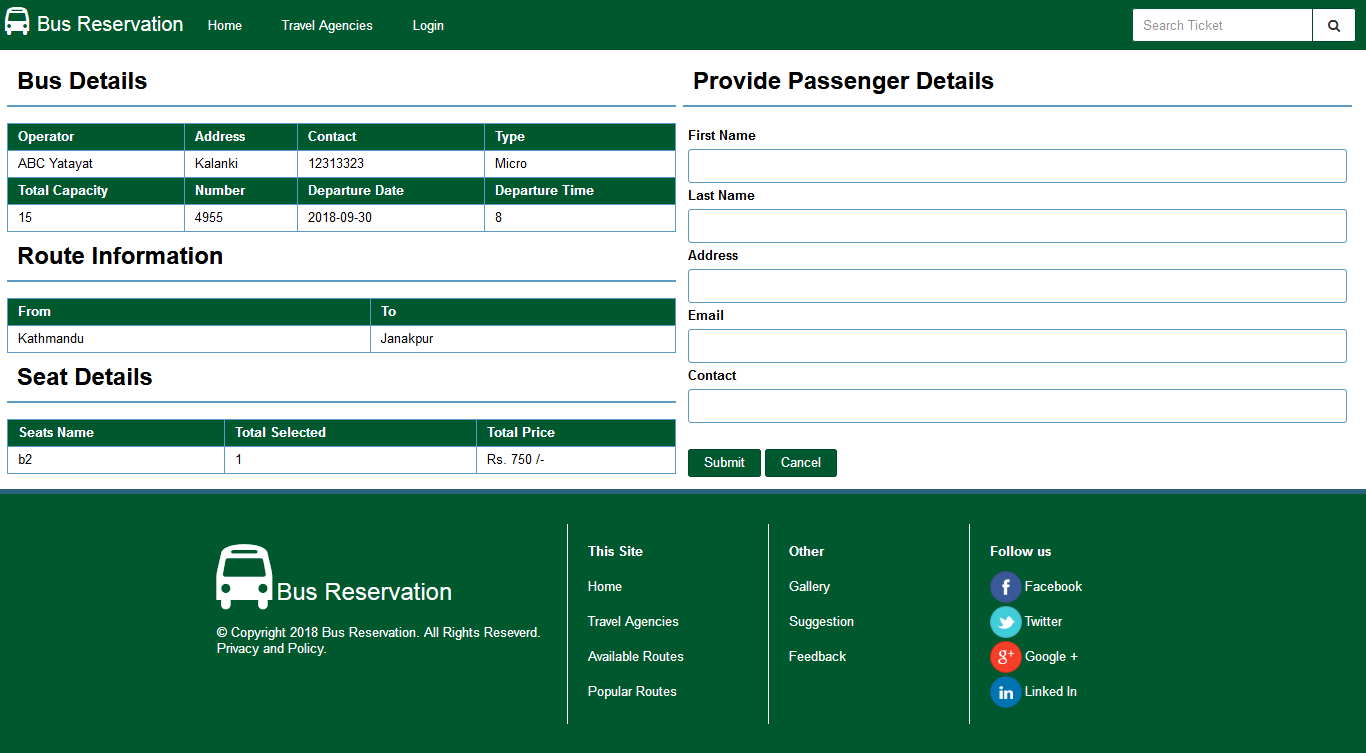 Bus Reservation Home Travel Agencies Login Search Ticket
Bus Details
Operator Address Contact Type
ABC Yatayat Kalanki 12313323 Micro
Total Capacity Number Departure Date Departure Time
15 4955 2018-09-30 8
Route Information
From To
Kathmandu Janakpur
Seat Details
Seats Name Total Selected Total Price
b2 1 Rs. 750 /-
Provide Passenger Details
First Name
Last Name
Address
Email
Contact
Submit Cancel
Bus Reservation
© Copyright 2018 Bus Reservation. All Rights Reseverd.
Privacy and Policy.
This Site
Home
Travel Agencies
Available Routes
Popular Routes
Other
Gallery
Suggestion
Feedback
Follow us
f Facebook
Twitter
g+ Google +
in Linked In